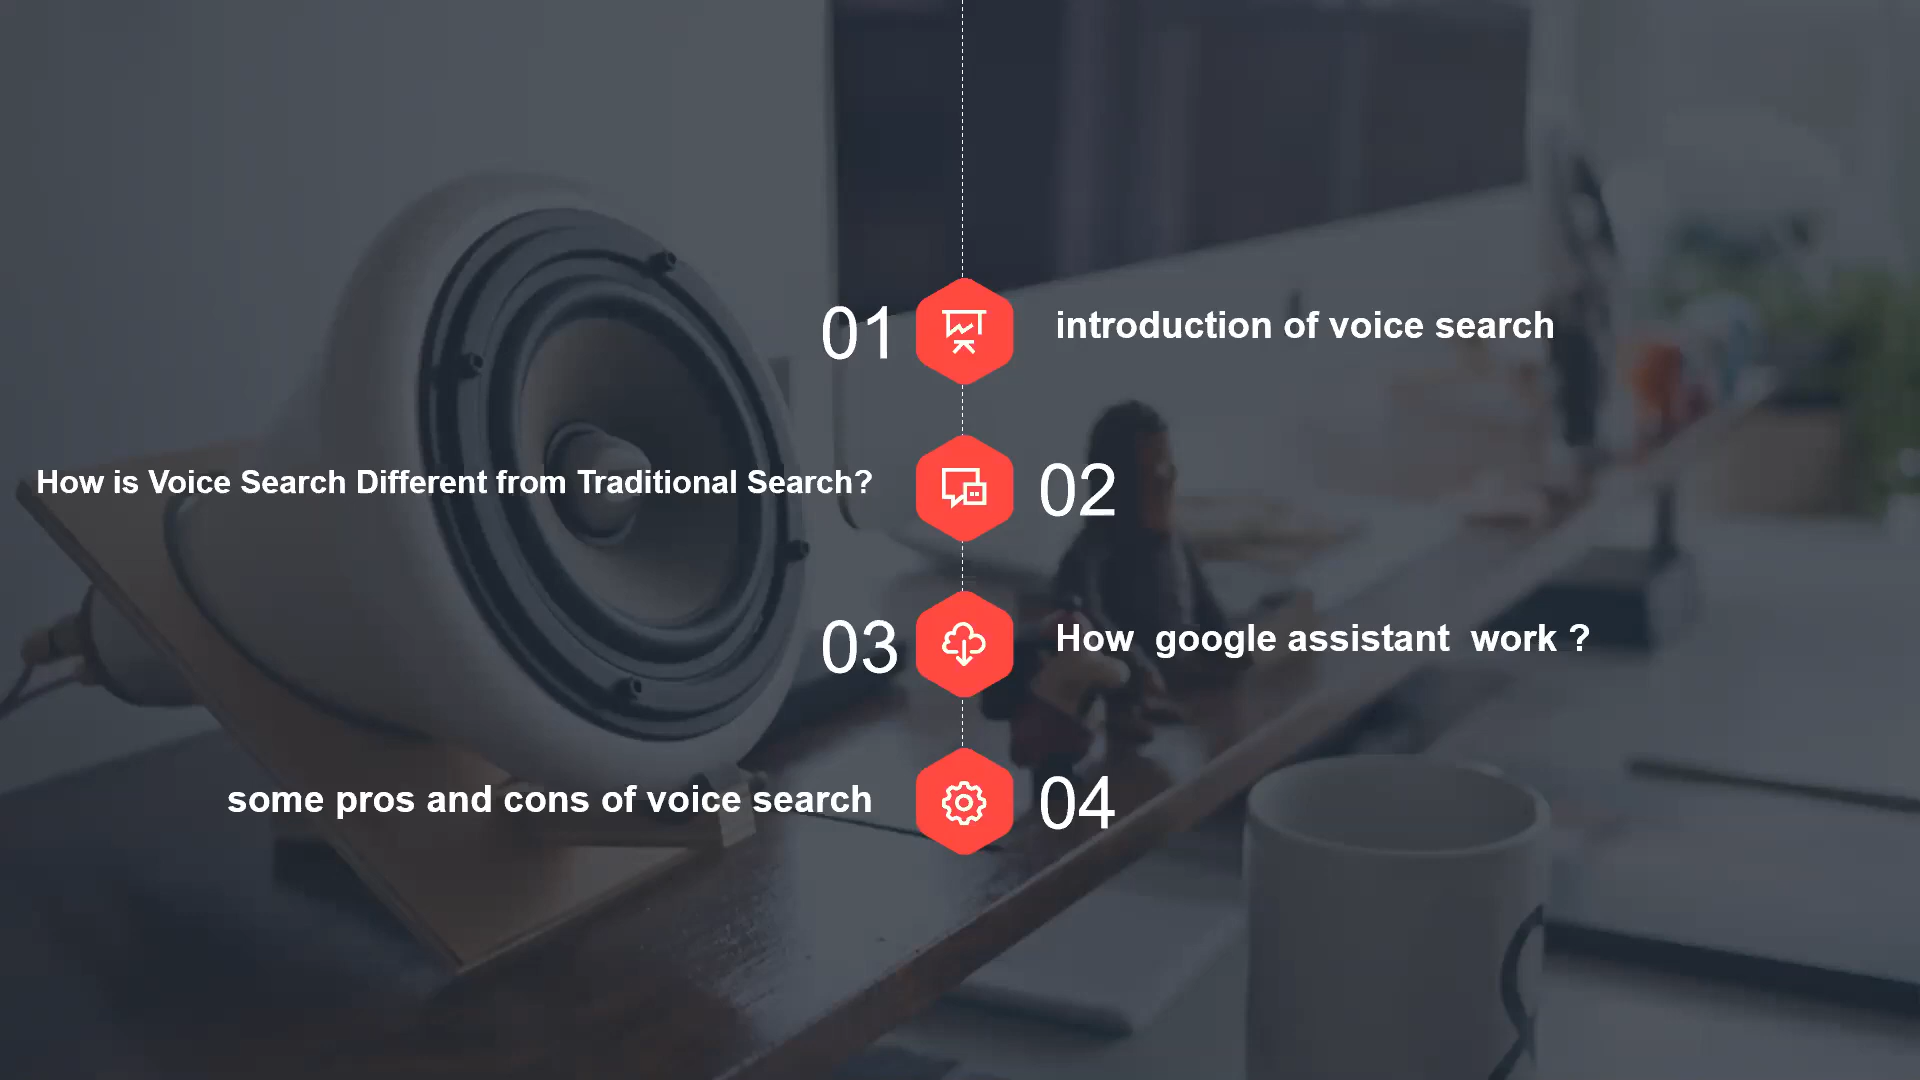 01 introduction of voice search
How is Voice Search Different from Traditional Search? 02
03 How google assistant work ?
some pros and cons of voice search 04